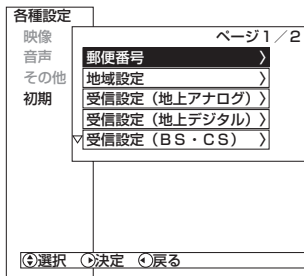 各種設定
映像
音声
その他
初期
ページ1／2
郵便番号 〉
地域設定 〉
受信設定（地上アナログ）〉
受信設定（地上デジタル）〉
▽受信設定（BS・CS） 〉
選択 決定 戻る